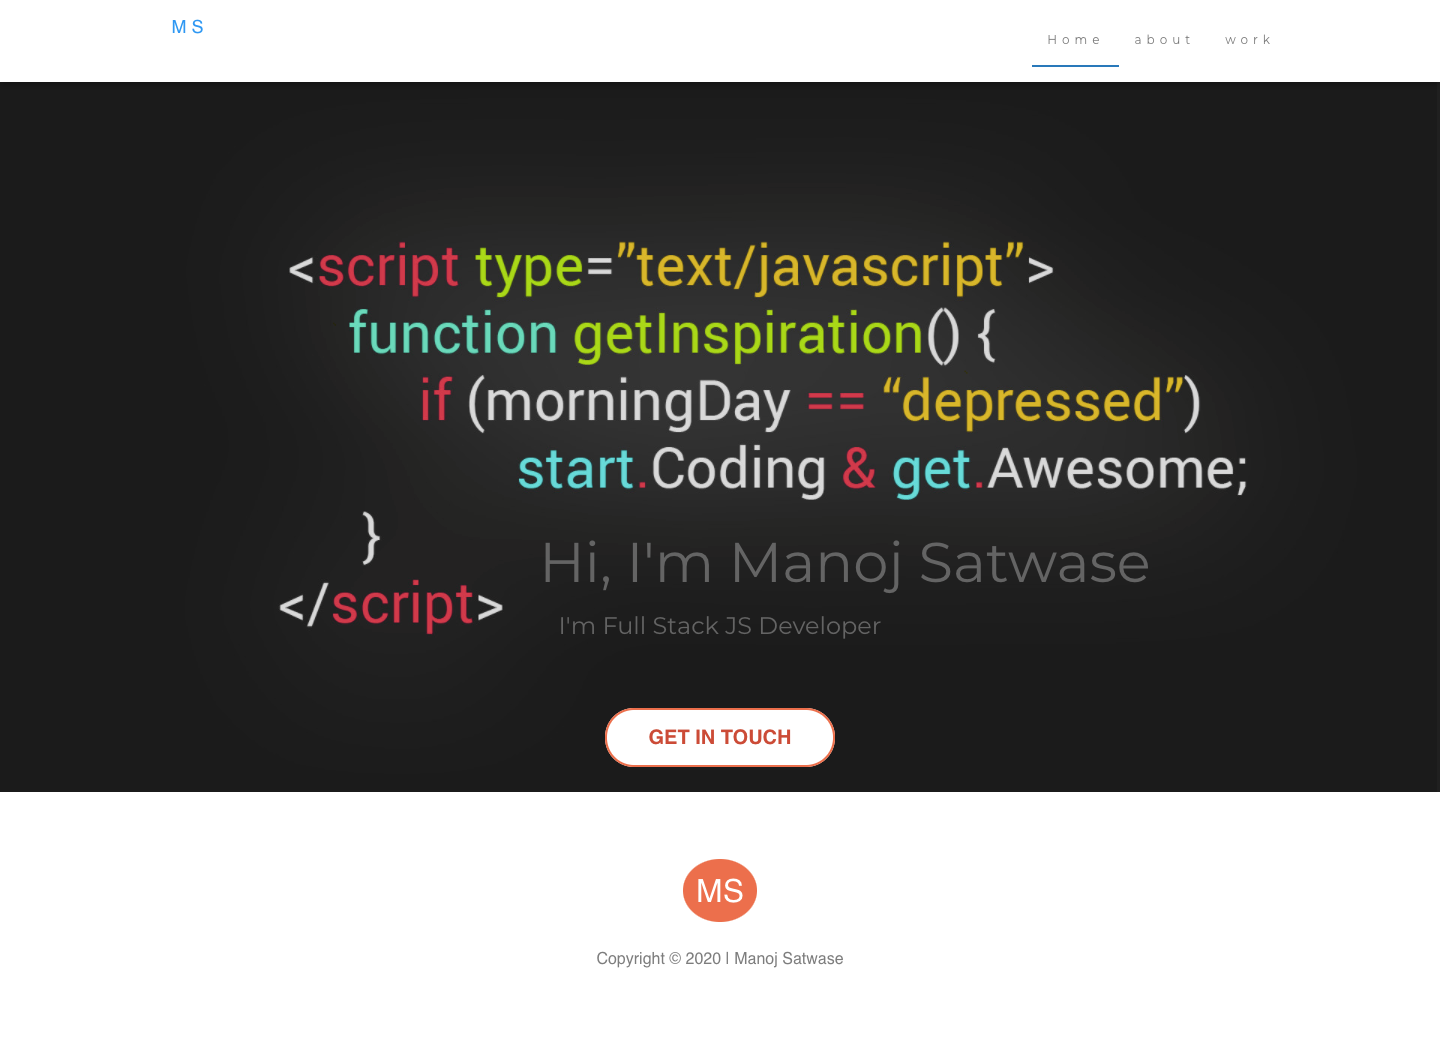 M S
Home about work
<script type=”text/javascript”>
function getInspiration() {
if (morningDay == “depressed”)
start.Coding & get.Awesome;
}
</script>
Hi, I'm Manoj Satwase
I'm Full Stack JS Developer
GET IN TOUCH
MS
Copyright © 2020 | Manoj Satwase